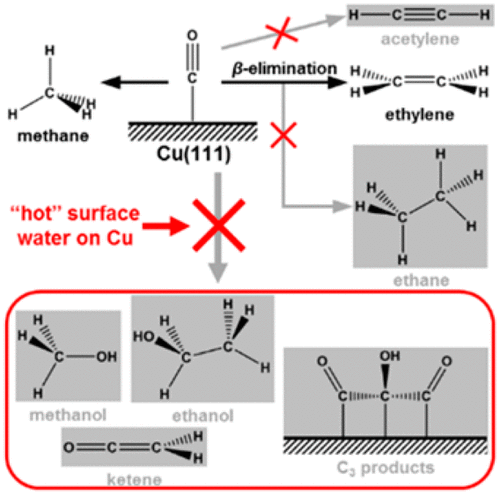 H—C≡C—H
acetylene
O
C
β-elimination
H H
C=C
H H
ethylene
H
C
H H H
methane
Cu(111)
"hot" surface
water on Cu
H H
H C H
H C H
H
ethane
H H H
H C—OH HO C—C H
H H
methanol
ethanol
O=C=C H
H
ketene
O OH O
C C C
C₃ products